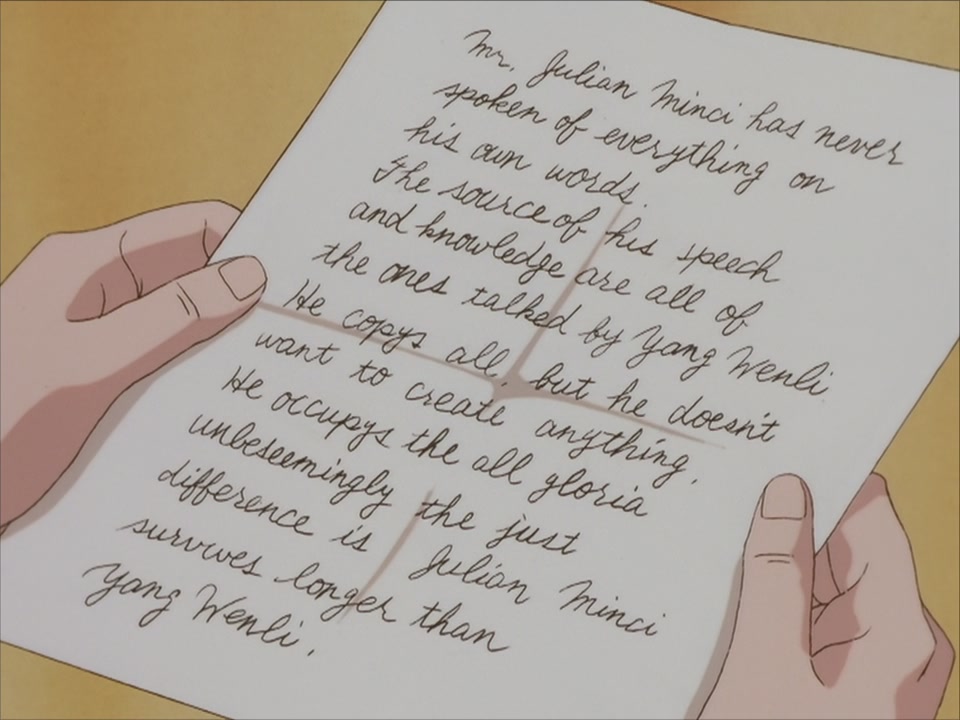 Mr. Julian Minci has never
spoken of everything on
his own words.
The source of his speech
and knowledge are all of
the ones talked by Yang Wenli.
He copys all, but he doesn't
want to create anything.
He occupys the all gloria
unbeseemingly the just
difference is Julian Minci
survives longer than
Yang Wenli.